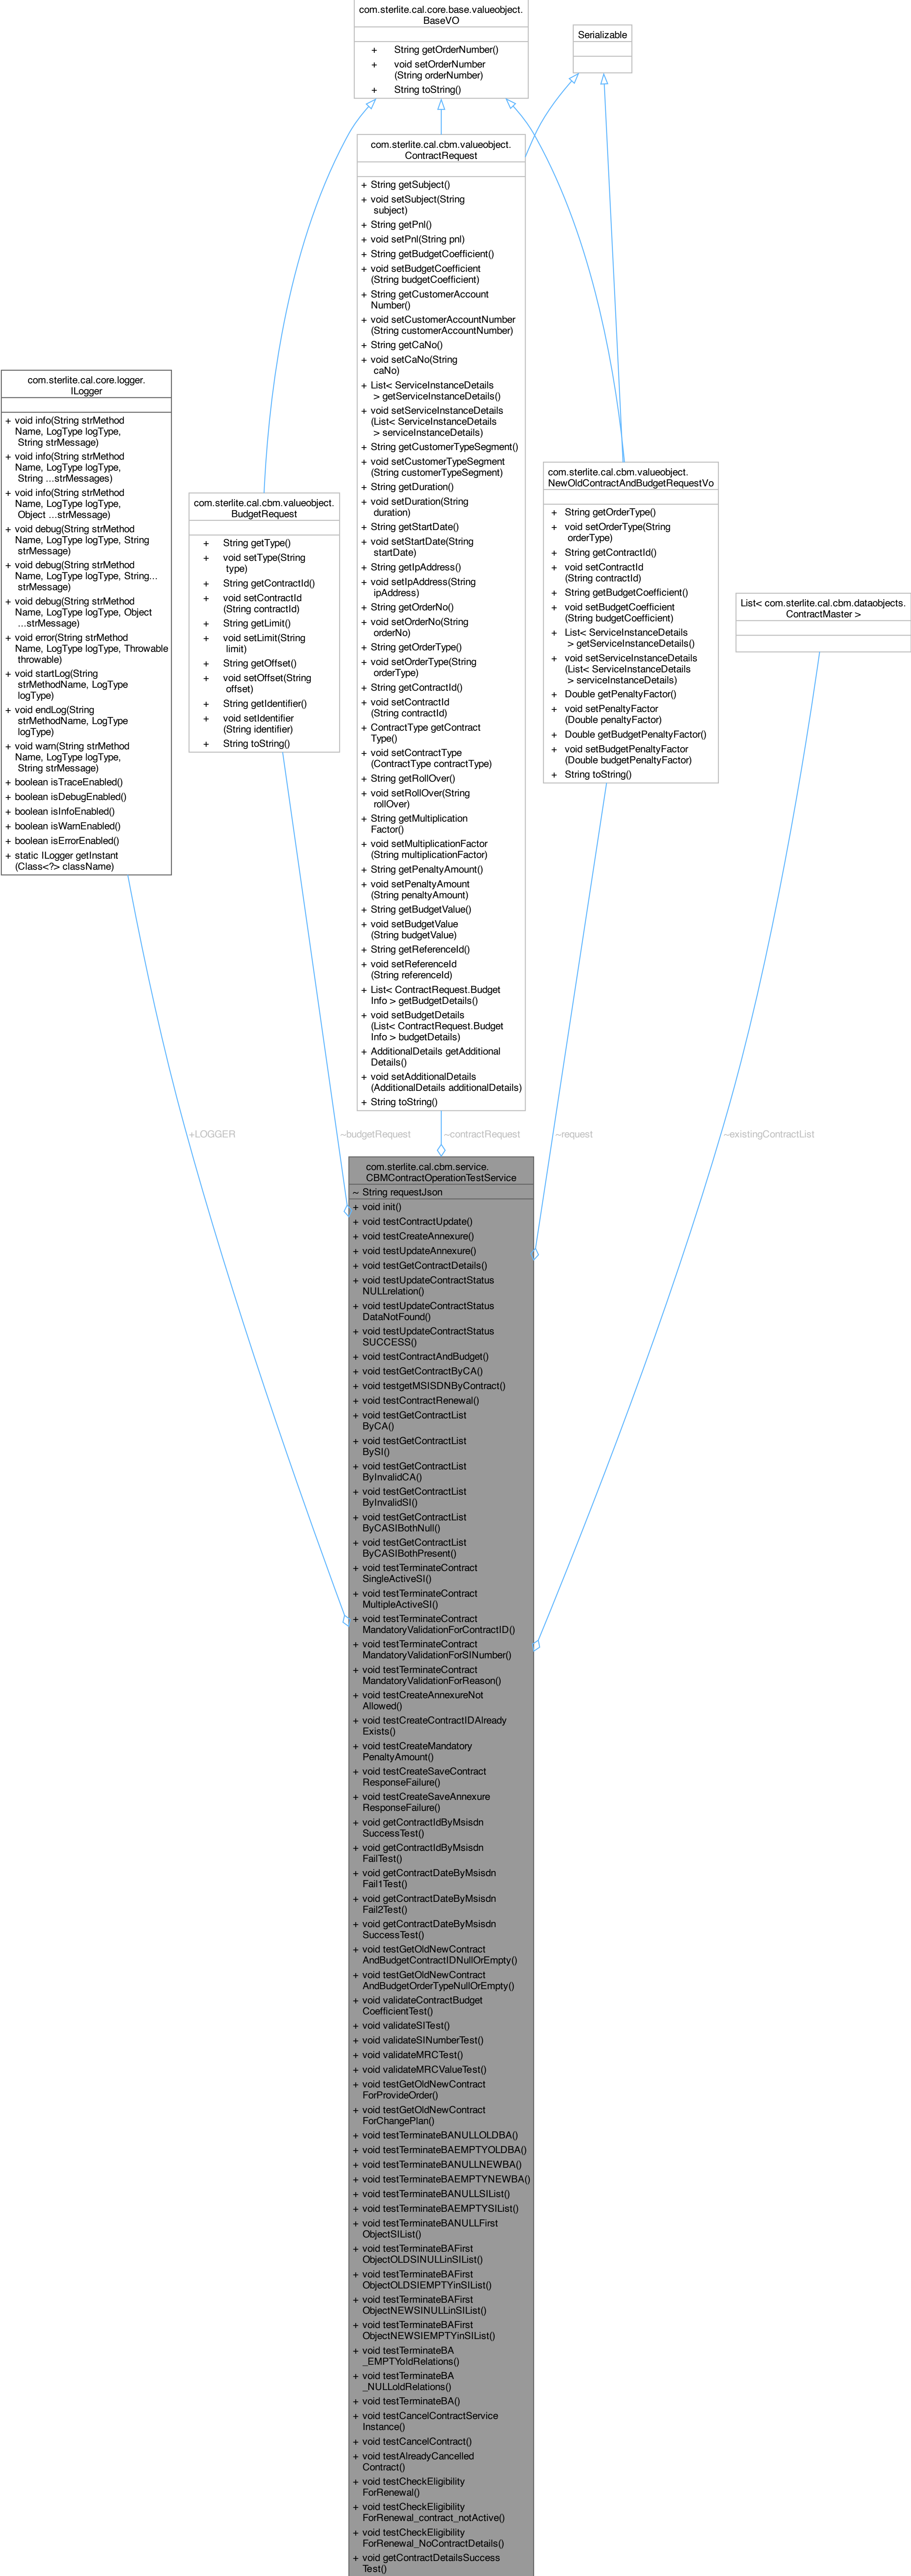 com.sterlite.cal.core.base.valueobject.
BaseVO
+ String getOrderNumber()
+ void setOrderNumber
(String orderNumber)
+ String toString()
Serializable
com.sterlite.cal.cbm.valueobject.
ContractRequest
+ String getSubject()
+ void setSubject(String
subject)
+ String getPnl()
+ void setPnl(String pnl)
+ String getBudgetCoefficient()
+ void setBudgetCoefficient
(String budgetCoefficient)
+ String getCustomerAccount
Number()
+ void setCustomerAccountNumber
(String customerAccountNumber)
+ String getCaNo()
+ void setCaNo(String
caNo)
+ List< ServiceInstanceDetails
> getServiceInstanceDetails()
+ void setServiceInstanceDetails
(List< ServiceInstanceDetails
> serviceInstanceDetails)
+ String getCustomerTypeSegment()
+ void setCustomerTypeSegment
(String customerTypeSegment)
+ String getDuration()
+ void setDuration(String
duration)
+ String getStartDate()
+ void setStartDate(String
startDate)
+ String getIpAddress()
+ void setIpAddress(String
ipAddress)
+ String getOrderNo()
+ void setOrderNo(String
orderNo)
+ String getOrderType()
+ void setOrderType(String
orderType)
+ String getContractId()
+ void setContractId
(String contractId)
+ ContractType getContract
Type()
+ void setContractType
(ContractType contractType)
+ String getRollOver()
+ void setRollOver(String
rollOver)
+ String getMultiplication
Factor()
+ void setMultiplicationFactor
(String multiplicationFactor)
+ String getPenaltyAmount()
+ void setPenaltyAmount
(String penaltyAmount)
+ String getBudgetValue()
+ void setBudgetValue
(String budgetValue)
+ String getReferenceId()
+ void setReferenceId
(String referenceId)
+ List< ContractRequest.Budget
Info > getBudgetDetails()
+ void setBudgetDetails
(List< ContractRequest.Budget
Info > budgetDetails)
+ AdditionalDetails getAdditional
Details()
+ void setAdditionalDetails
(AdditionalDetails additionalDetails)
+ String toString()
com.sterlite.cal.core.logger.
ILogger
+ void info(String strMethod
Name, LogType logType,
String strMessage)
+ void info(String strMethod
Name, LogType logType,
String ...strMessages)
+ void info(String strMethod
Name, LogType logType,
Object ...strMessage)
+ void debug(String strMethod
Name, LogType logType, String
strMessage)
+ void debug(String strMethod
Name, LogType logType, String...
strMessage)
+ void debug(String strMethod
Name, LogType logType, Object
...strMessage)
+ void error(String strMethod
Name, LogType logType, Throwable
throwable)
+ void startLog(String
strMethodName, LogType
logType)
+ void endLog(String
strMethodName, LogType
logType)
+ void warn(String strMethod
Name, LogType logType,
String strMessage)
+ boolean isTraceEnabled()
+ boolean isDebugEnabled()
+ boolean isInfoEnabled()
+ boolean isWarnEnabled()
+ boolean isErrorEnabled()
+ static ILogger getInstant
(Class<?> className)
com.sterlite.cal.cbm.valueobject.
BudgetRequest
+ String getType()
+ void setType(String
type)
+ String getContractId()
+ void setContractId
(String contractId)
+ String getLimit()
+ void setLimit(String
limit)
+ String getOffset()
+ void setOffset(String
offset)
+ String getIdentifier()
+ void setIdentifier
(String identifier)
+ String toString()
com.sterlite.cal.cbm.valueobject.
NewOldContractAndBudgetRequestVo
+ String getOrderType()
+ void setOrderType(String
orderType)
+ String getContractId()
+ void setContractId
(String contractId)
+ String getBudgetCoefficient()
+ void setBudgetCoefficient
(String budgetCoefficient)
+ List< ServiceInstanceDetails
> getServiceInstanceDetails()
+ void setServiceInstanceDetails
(List< ServiceInstanceDetails
> serviceInstanceDetails)
+ Double getPenaltyFactor()
+ void setPenaltyFactor
(Double penaltyFactor)
+ Double getBudgetPenaltyFactor()
+ void setBudgetPenaltyFactor
(Double budgetPenaltyFactor)
+ String toString()
List< com.sterlite.cal.cbm.dataobjects.
ContractMaster >
+LOGGER
~budgetRequest
~contractRequest
~request
~existingContractList
com.sterlite.cal.cbm.service.
CBMContractOperationTestService
~ String requestJson
+ void init()
+ void testContractUpdate()
+ void testCreateAnnexure()
+ void testUpdateAnnexure()
+ void testGetContractDetails()
+ void testUpdateContractStatus
NULLrelation()
+ void testUpdateContractStatus
DataNotFound()
+ void testUpdateContractStatus
SUCCESS()
+ void testContractAndBudget()
+ void testGetContractByCA()
+ void testgetMSISDNByContract()
+ void testContractRenewal()
+ void testGetContractList
ByCA()
+ void testGetContractList
BySI()
+ void testGetContractList
ByInvalidCA()
+ void testGetContractList
ByInvalidSI()
+ void testGetContractList
ByCASIBothNull()
+ void testGetContractList
ByCASIBothPresent()
+ void testTerminateContract
SingleActiveSI()
+ void testTerminateContract
MultipleActiveSI()
+ void testTerminateContract
MandatoryValidationForContractID()
+ void testTerminateContract
MandatoryValidationForSINumber()
+ void testTerminateContract
MandatoryValidationForReason()
+ void testCreateAnnexureNot
Allowed()
+ void testCreateContractIDAlready
Exists()
+ void testCreateMandatory
PenaltyAmount()
+ void testCreateSaveContract
ResponseFailure()
+ void testCreateSaveAnnexure
ResponseFailure()
+ void getContractIdByMsisdn
SuccessTest()
+ void getContractIdByMsisdn
FailTest()
+ void getContractDateByMsisdn
Fail1Test()
+ void getContractDateByMsisdn
Fail2Test()
+ void getContractDateByMsisdn
SuccessTest()
+ void testGetOldNewContract
AndBudgetContractIDNullOrEmpty()
+ void testGetOldNewContract
AndBudgetOrderTypeNullOrEmpty()
+ void validateContractBudget
CoefficientTest()
+ void validateSITest()
+ void validateSINumberTest()
+ void validateMRCTest()
+ void validateMRCValueTest()
+ void testGetOldNewContract
ForProvideOrder()
+ void testGetOldNewContract
ForChangePlan()
+ void testTerminateBANULLOLDBA()
+ void testTerminateBAEMPTYOLDBA()
+ void testTerminateBANULLNEWBA()
+ void testTerminateBAEMPTYNEWBA()
+ void testTerminateBANULLSIList()
+ void testTerminateBAEMPTYSIList()
+ void testTerminateBANULLFirst
ObjectSIList()
+ void testTerminateBAFirst
ObjectOLDSINULLinSIList()
+ void testTerminateBAFirst
ObjectOLDSIEMPTYinSIList()
+ void testTerminateBAFirst
ObjectNEWSINULLinSIList()
+ void testTerminateBAFirst
ObjectNEWSIEMPTYinSIList()
+ void testTerminateBA
_EMPTYoldRelations()
+ void testTerminateBA
_NULLoldRelations()
+ void testTerminateBA()
+ void testCancelContractService
Instance()
+ void testCancelContract()
+ void testAlreadyCancelled
Contract()
+ void testCheckEligibility
ForRenewal()
+ void testCheckEligibility
ForRenewal_contract_notActive()
+ void testCheckEligibility
ForRenewal_NoContractDetails()
+ void getContractDetailsSuccess
Test()